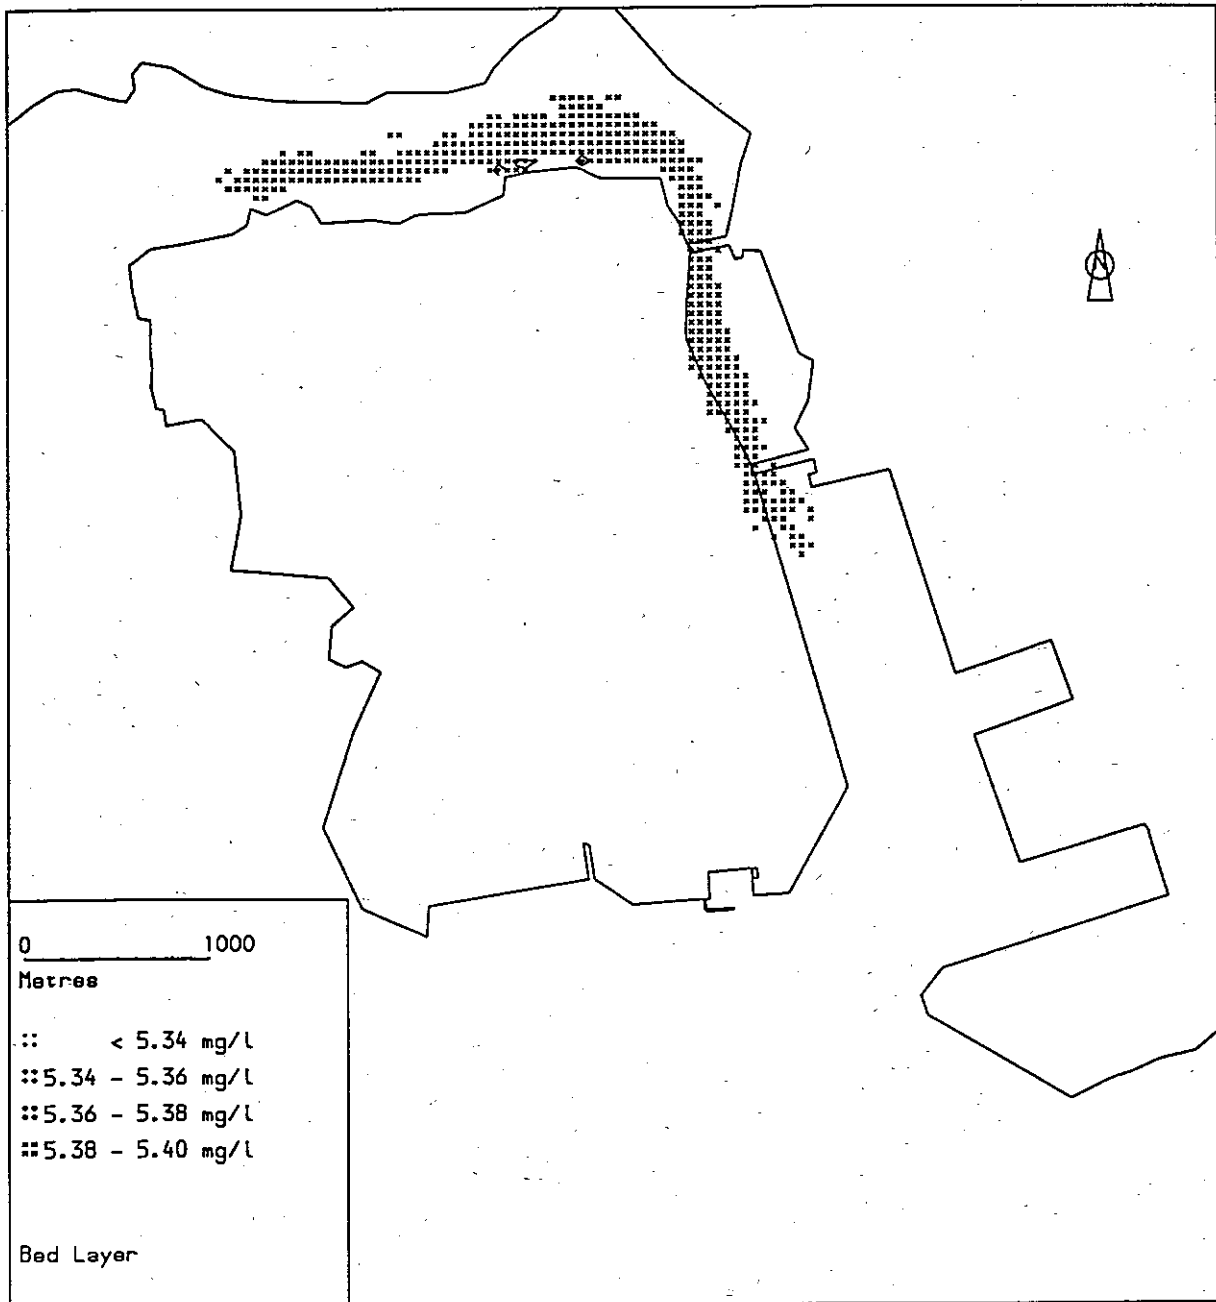 N
0 1000
Metres
< 5.34 mg/l
5.34 - 5.36 mg/l
5.36 - 5.38 mg/l
5.38 - 5.40 mg/l
Bed Layer